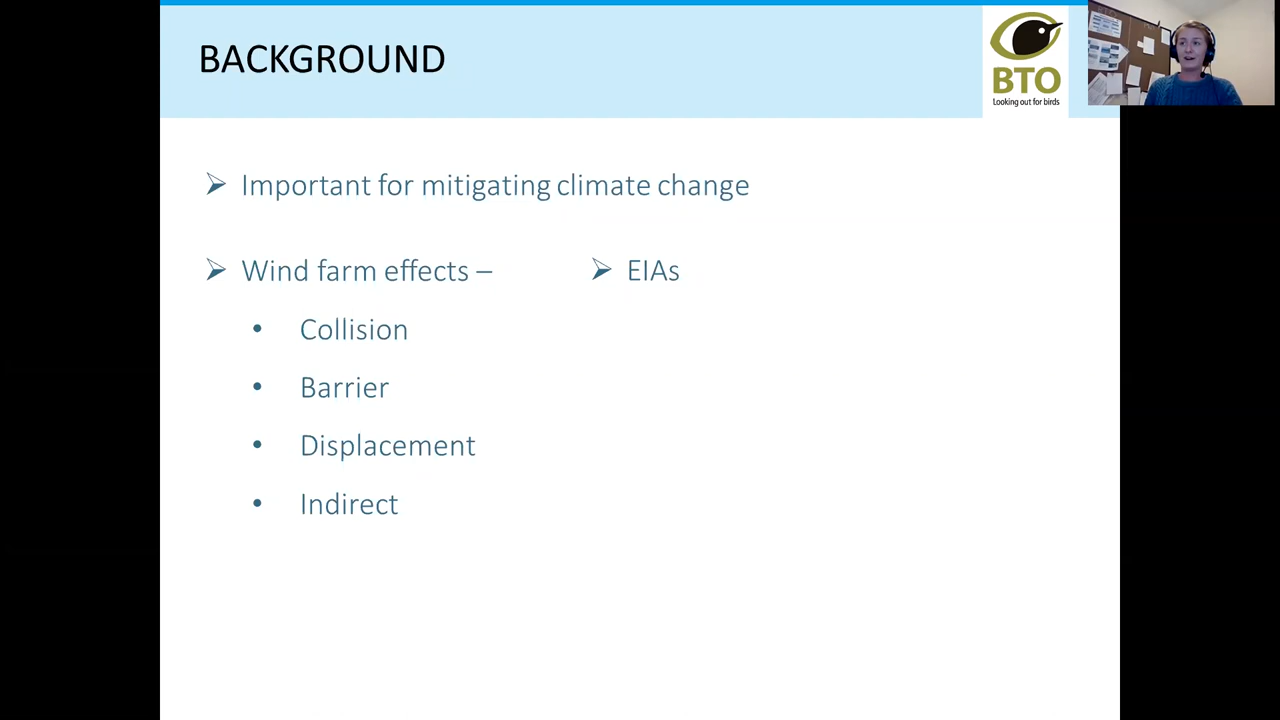 BACKGROUND
BTO
Looking out for birds
Important for mitigating climate change
Wind farm effects –
Collision
Barrier
Displacement
Indirect
EIAs